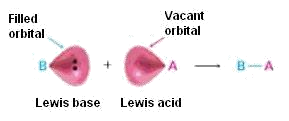 Filled
orbital
Vacant
orbital
B + A → B—A
Lewis base Lewis acid